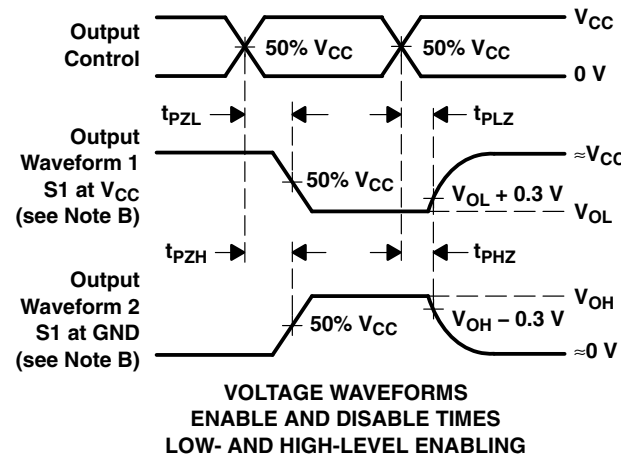 Output
Control
50% VCC
50% VCC
VCC
0 V
tPZL
tPLZ
Output
Waveform 1
S1 at VCC
(see Note B)
50% VCC
VOL + 0.3 V
≈VCC
VOL
tPZH
tPHZ
Output
Waveform 2
S1 at GND
(see Note B)
50% VCC
VOH − 0.3 V
VOH
≈0 V
VOLTAGE WAVEFORMS
ENABLE AND DISABLE TIMES
LOW- AND HIGH-LEVEL ENABLING